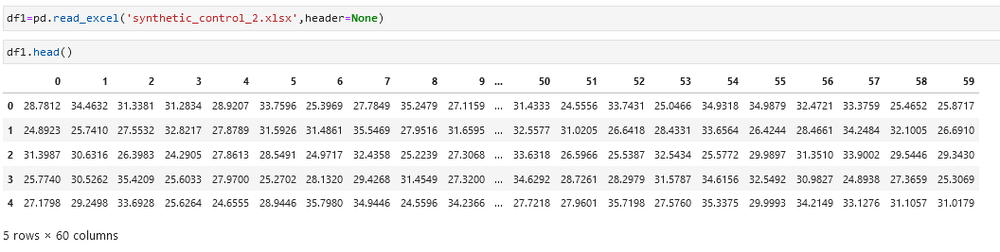 df1=pd.read_excel('synthetic_control_2.xlsx',header=None)
df1.head()
0 1 2 3 4 5 6 7 8 9 ... 50 51 52 53 54 55 56 57 58 59
0 28.7812 34.4632 31.3381 31.2834 28.9207 33.7596 25.3969 27.7849 35.2479 27.1159 ... 31.4333 24.5556 33.7431 25.0466 34.9318 34.9879 32.4721 33.3759 25.4652 25.8717
1 24.8923 25.7410 27.5532 32.8217 27.8789 31.5926 31.4861 35.5469 27.9516 31.6595 ... 32.5577 31.0205 26.6418 28.4331 33.6564 26.4244 28.4661 34.2484 32.1005 26.6910
2 31.3987 30.6316 26.3983 24.2905 27.8613 28.5491 24.9717 32.4358 25.2239 27.3068 ... 33.6318 26.5966 25.5387 32.5434 25.5772 29.9897 31.3510 33.9002 29.5446 29.3430
3 25.7740 30.5262 35.4209 25.6033 27.9700 25.2702 28.1320 29.4268 31.4549 27.3200 ... 34.6292 28.7261 28.2979 31.5787 34.6156 32.5492 30.9827 24.8938 27.3659 25.3069
4 27.1798 29.2498 33.6928 25.6264 24.6555 28.9446 35.7980 34.9446 24.5596 34.2366 ... 27.7218 27.9601 35.7198 27.5760 35.3375 29.9993 34.2149 33.1276 31.1057 31.0179
5 rows × 60 columns